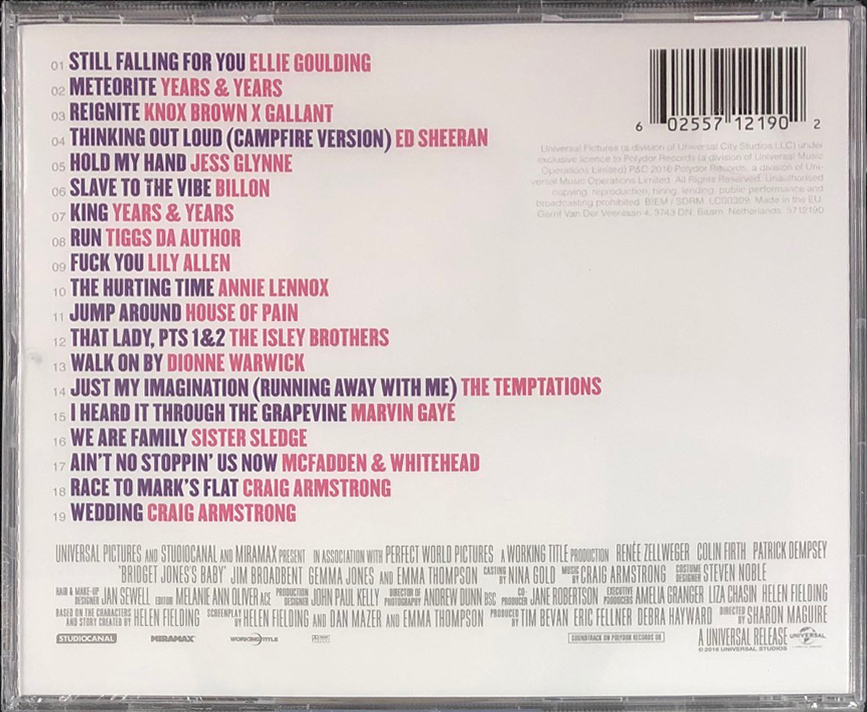 01 STILL FALLING FOR YOU ELLIE GOULDING
02 METEORITE YEARS & YEARS
03 REIGNITE KNOX BROWN X GALLANT
04 THINKING OUT LOUD (CAMPFIRE VERSION) ED SHEERAN
05 HOLD MY HAND JESS GLYNNE
06 SLAVE TO THE VIBE BILLON
07 KING YEARS & YEARS
08 RUN TIGGS DA AUTHOR
09 FUCK YOU LILY ALLEN
10 THE HURTING TIME ANNIE LENNOX
11 JUMP AROUND HOUSE OF PAIN
12 THAT LADY, PTS 1&2 THE ISLEY BROTHERS
13 WALK ON BY DIONNE WARWICK
14 JUST MY IMAGINATION (RUNNING AWAY WITH ME) THE TEMPTATIONS
15 I HEARD IT THROUGH THE GRAPEVINE MARVIN GAYE
16 WE ARE FAMILY SISTER SLEDGE
17 AIN'T NO STOPPIN' US NOW MCFADDEN & WHITEHEAD
18 RACE TO MARK'S FLAT CRAIG ARMSTRONG
19 WEDDING CRAIG ARMSTRONG
6 02557 12190 2
Universal Pictures (a division of Universal City Studios LLC) under
exclusive licence to Polydor Records (a division of Universal Music
Operations Limited) P&C 2016 Polydor Records, a division of Uni-
versal Music Operations Limited. All Rights Reserved. Unauthorised
copying, reproduction, hiring, lending, public performance and
broadcasting prohibited. BIEM / SDRM. LC00309. Made in the EU.
Gerrit Van Der Veenlaan 4, 3743 DN, Baarn, Netherlands. 5712190
UNIVERSAL PICTURES AND STUDIOCANAL AND MIRAMAX PRESENT IN ASSOCIATION WITH PERFECT WORLD PICTURES A WORKING TITLE PRODUCTION RENÉE ZELLWEGER COLIN FIRTH PATRICK DEMPSEY
'BRIDGET JONES'S BABY' JIM BROADBENT GEMMA JONES AND EMMA THOMPSON CASTING BY NINA GOLD MUSIC BY CRAIG ARMSTRONG COSTUME DESIGNER STEVEN NOBLE
HAIR & MAKE-UP DESIGNER JAN SEWELL EDITOR MELANIE ANN OLIVER ACE PRODUCTION DESIGNER JOHN PAUL KELLY DIRECTOR OF PHOTOGRAPHY ANDREW DUNN BSC CO-PRODUCER JANE ROBERTSON EXECUTIVE PRODUCERS AMELIA GRANGER LIZA CHASIN HELEN FIELDING
BASED ON THE CHARACTERS AND STORY CREATED BY HELEN FIELDING SCREENPLAY BY HELEN FIELDING AND DAN MAZER AND EMMA THOMPSON PRODUCED BY TIM BEVAN ERIC FELLNER DEBRA HAYWARD DIRECTED BY SHARON MAGUIRE
STUDIOCANAL MIRAMAX WORKING TITLE SOUNDTRACK ON POLYDOR RECORDS A UNIVERSAL RELEASE UNIVERSAL
© 2016 UNIVERSAL STUDIOS